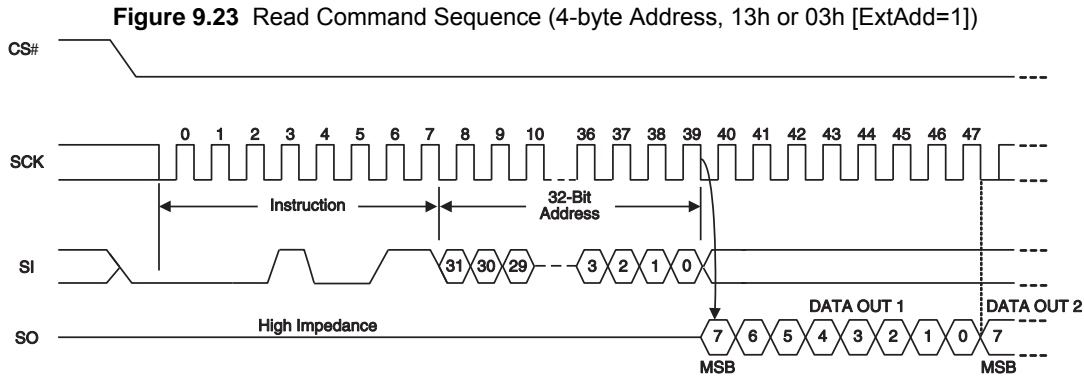 Figure 9.23 Read Command Sequence (4-byte Address, 13h or 03h [ExtAdd=1])
CS#
0 1 2 3 4 5 6 7 8 9 10 36 37 38 39 40 41 42 43 44 45 46 47
SCK
Instruction
32-Bit
Address
SI
31 30 29 3 2 1 0
DATA OUT 1
DATA OUT 2
High Impedance
SO
7 6 5 4 3 2 1 0 7
MSB
MSB